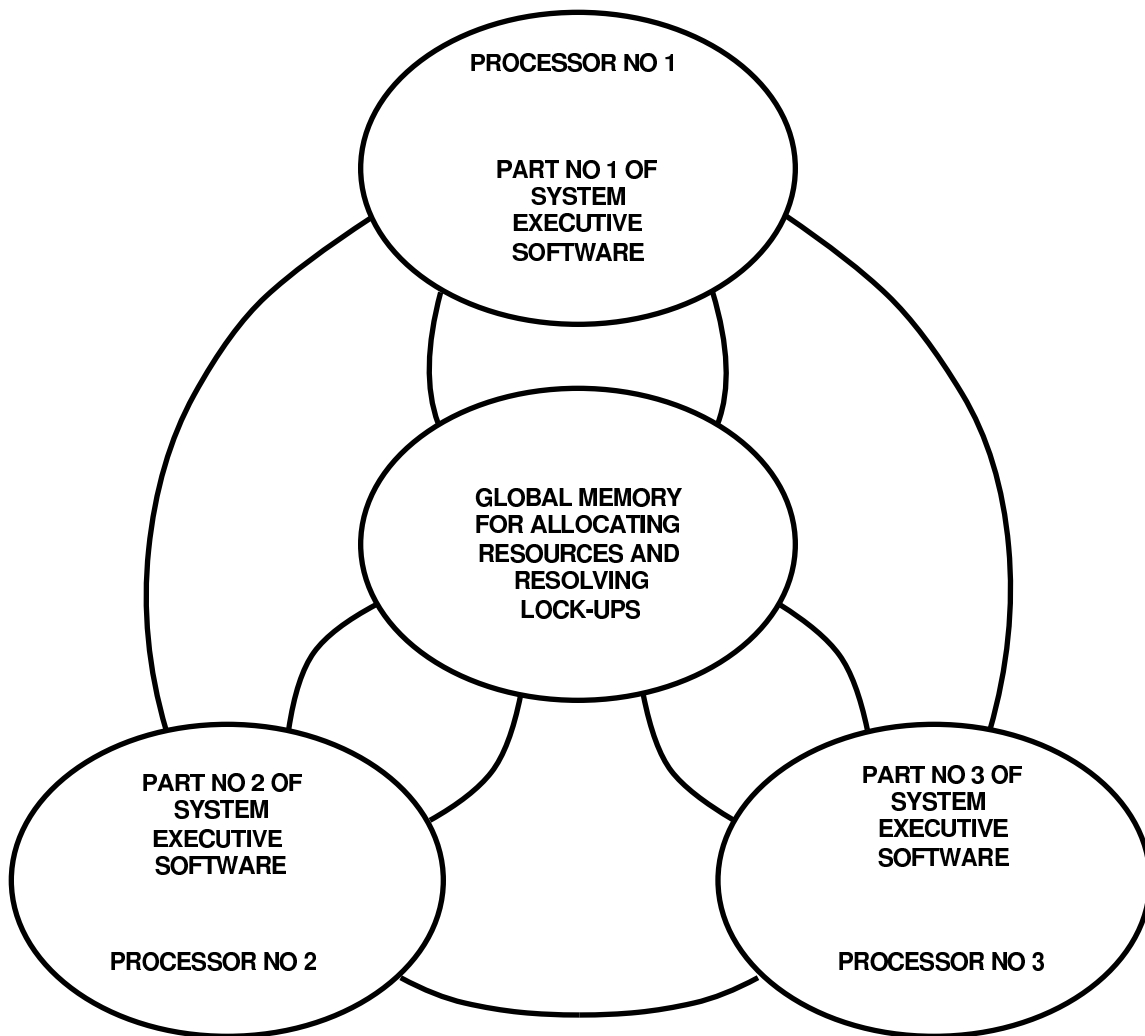 PROCESSOR NO 1
PART NO 1 OF
SYSTEM
EXECUTIVE
SOFTWARE
GLOBAL MEMORY
FOR ALLOCATING
RESOURCES AND
RESOLVING
LOCK-UPS
PART NO 2 OF
SYSTEM
EXECUTIVE
SOFTWARE
PROCESSOR NO 2
PART NO 3 OF
SYSTEM
EXECUTIVE
SOFTWARE
PROCESSOR NO 3